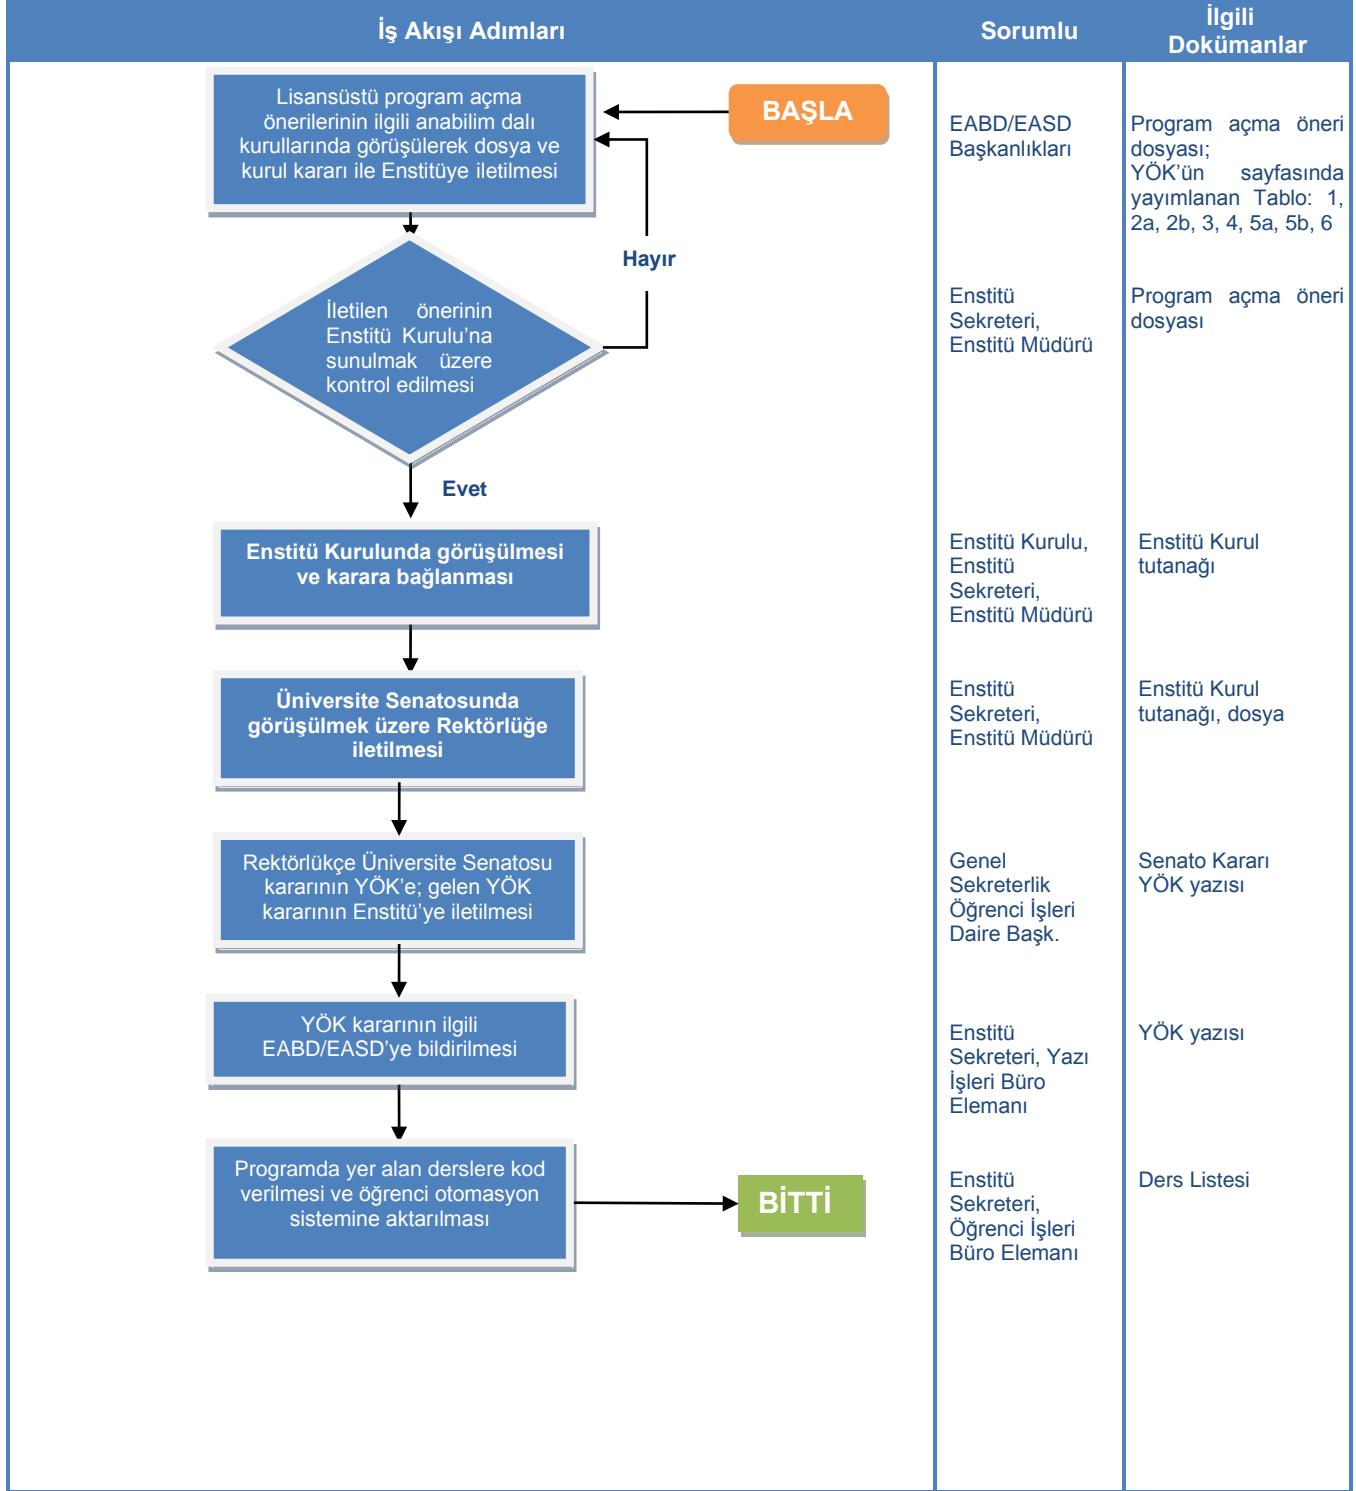 İş Akışı Adımları
Sorumlu
İlgili
Dokümanlar
Lisansüstü program açma
önerilerinin ilgili anabilim dalı
kurullarında görüşülerek dosya ve
kurul kararı ile Enstitüye iletilmesi
BAŞLA
EABD/EASD
Başkanlıkları
Program açma öneri
dosyası;
YÖK’ün sayfasında
yayımlanan Tablo: 1,
2a, 2b, 3, 4, 5a, 5b, 6
Hayır
İletilen önerinin
Enstitü Kurulu’na
sunulmak üzere
kontrol edilmesi
Enstitü
Sekreteri,
Enstitü Müdürü
Program açma öneri
dosyası
Evet
Enstitü Kurulunda görüşülmesi
ve karara bağlanması
Enstitü Kurulu,
Enstitü
Sekreteri,
Enstitü Müdürü
Enstitü Kurul
tutanağı
Üniversite Senatosunda
görüşülmek üzere Rektörlüğe
iletilmesi
Enstitü
Sekreteri,
Enstitü Müdürü
Enstitü Kurul
tutanağı, dosya
Rektörlükçe Üniversite Senatosu
kararının YÖK’e; gelen YÖK
kararının Enstitü’ye iletilmesi
Genel
Sekreterlik
Öğrenci İşleri
Daire Başk.
Senato Kararı
YÖK yazısı
YÖK kararının ilgili
EABD/EASD’ye bildirilmesi
Enstitü
Sekreteri, Yazı
İşleri Büro
Elemanı
YÖK yazısı
Programda yer alan derslere kod
verilmesi ve öğrenci otomasyon
sistemine aktarılması
BİTTİ
Enstitü
Sekreteri,
Öğrenci İşleri
Büro Elemanı
Ders Listesi